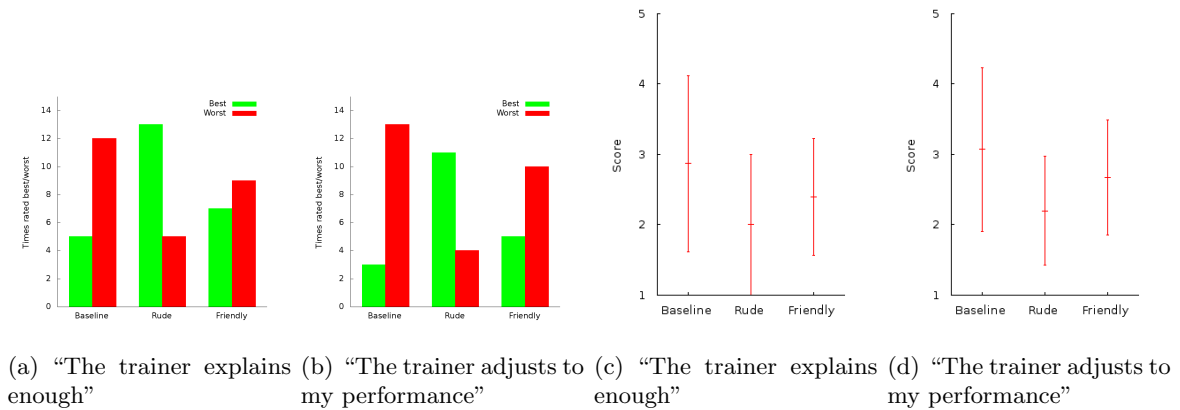 14
12
10
8
6
4
2
0
Times rated best/worst
Best
Worst
Baseline Rude Friendly
14
12
10
8
6
4
2
0
Times rated best/worst
Best
Worst
Baseline Rude Friendly
5
4
3
2
1
Score
Baseline Rude Friendly
5
4
3
2
1
Score
Baseline Rude Friendly
(a) “The trainer explains
enough”
(b) “The trainer adjusts to
my performance”
(c) “The trainer explains
enough”
(d) “The trainer adjusts to
my performance”